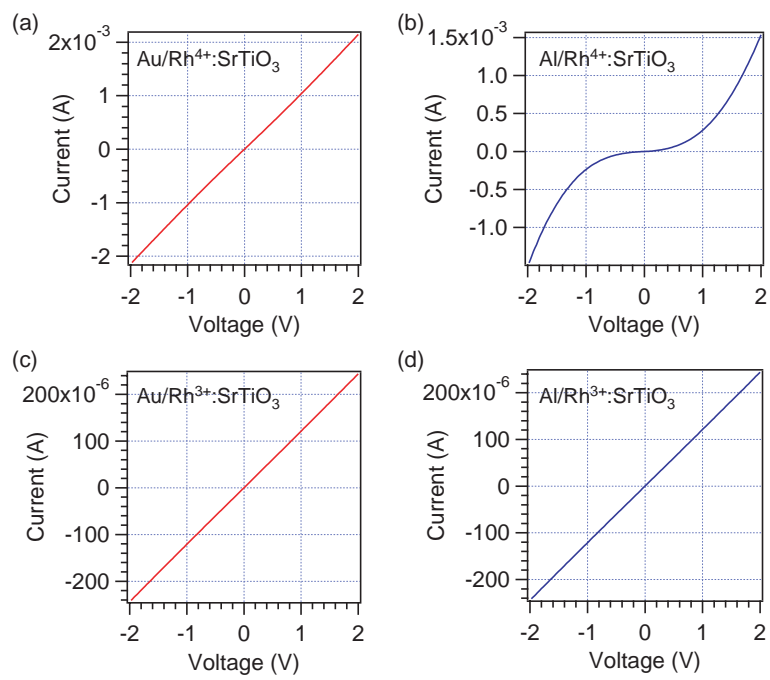 (a)
2x10⁻³
1
0
-1
-2
Current (A)
Au/Rh⁴⁺:SrTiO₃
-2 -1 0 1 2
Voltage (V)
(b)
1.5x10⁻³
1.0
0.5
0.0
-0.5
-1.0
Current (A)
Al/Rh⁴⁺:SrTiO₃
-2 -1 0 1 2
Voltage (V)
(c)
200x10⁻⁶
100
0
-100
-200
Current (A)
Au/Rh³⁺:SrTiO₃
-2 -1 0 1 2
Voltage (V)
(d)
200x10⁻⁶
100
0
-100
-200
Current (A)
Al/Rh³⁺:SrTiO₃
-2 -1 0 1 2
Voltage (V)